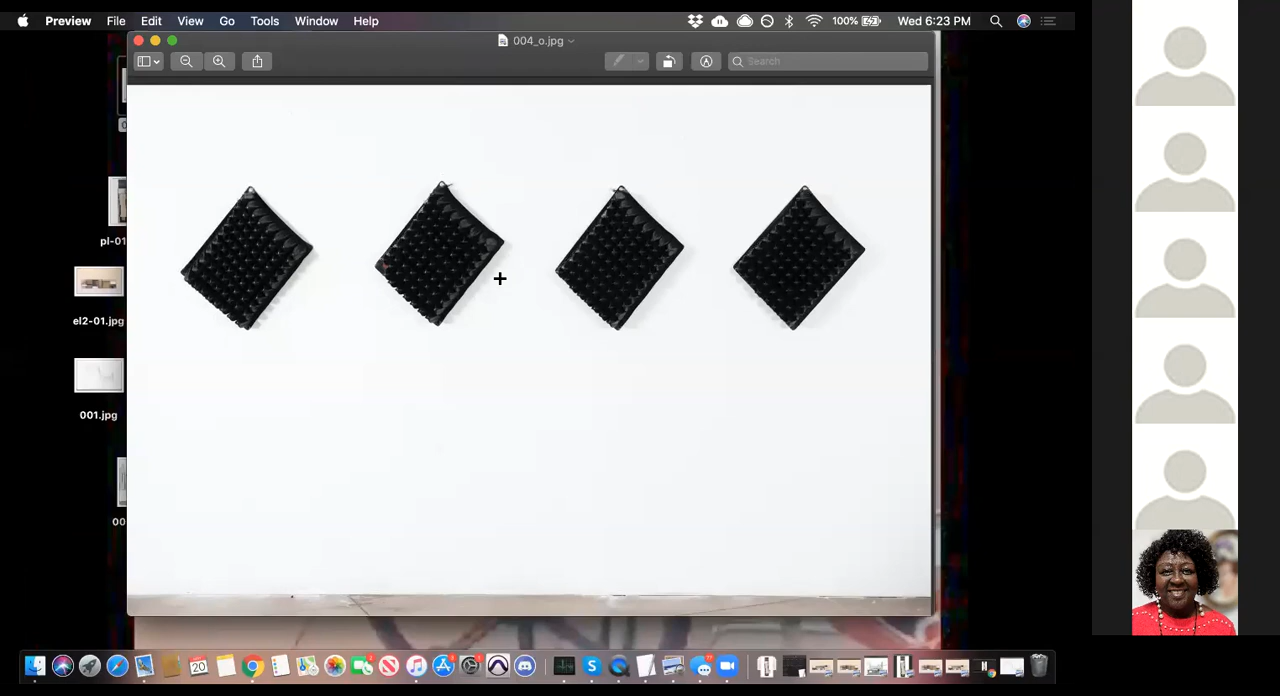 Preview File Edit View Go Tools Window Help 100% Wed 6:23 PM
004_o.jpg
Search
pl-01
el2-01.jpg
001.jpg
00
20